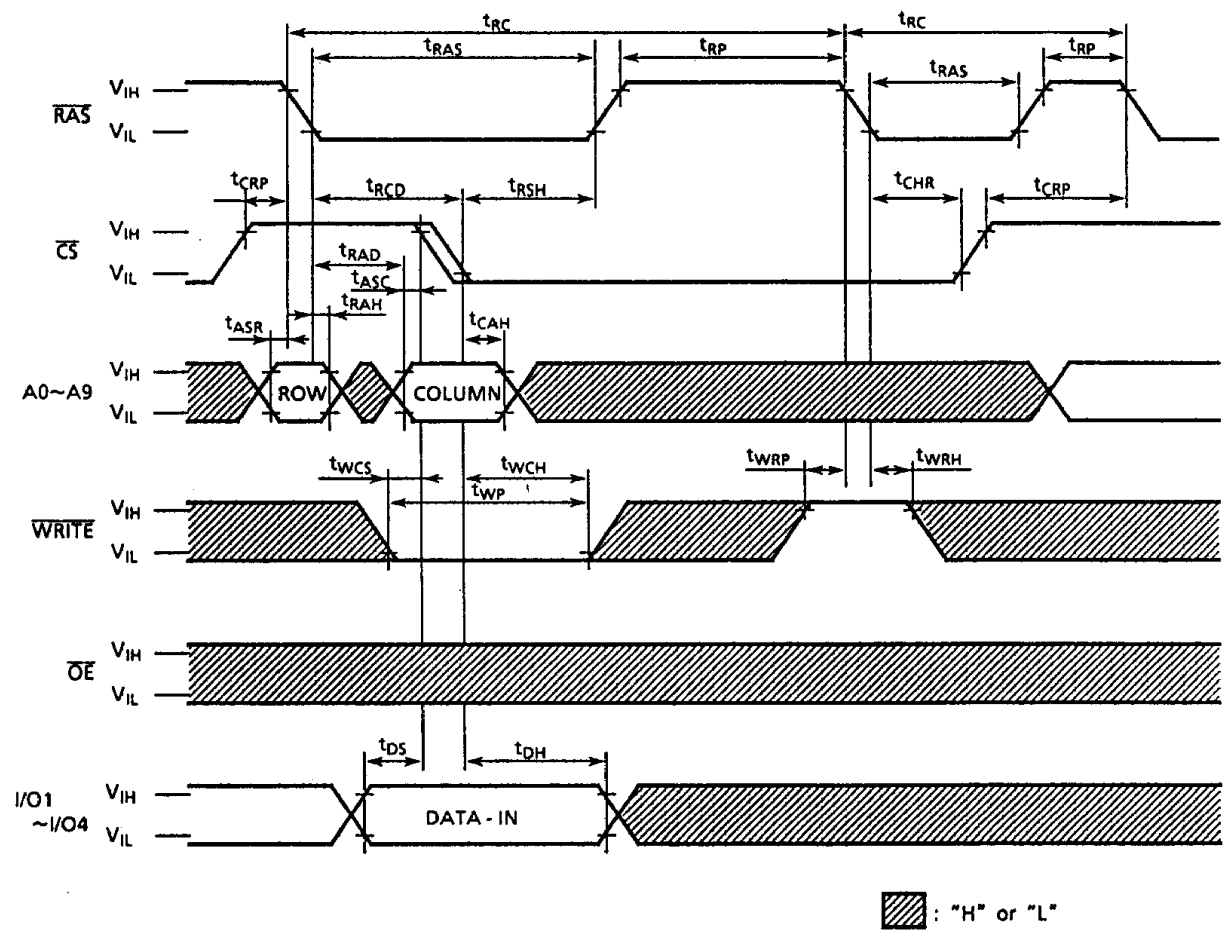 tRC tRC
tRAS tRP tRAS tRP
RAS VIH
VIL
tCRP tRCD tRSH tCHR tCRP
CS VIH
VIL
tRAD
tASC
tRAH
tASR tCAH
A0~A9 VIH
VIL
ROW COLUMN
tWCS tWCH tWRP tWRH
tWP
WRITE VIH
VIL
OE VIH
VIL
tDS tDH
I/O1
~I/O4
VIH
VIL
DATA - IN
: "H" or "L"